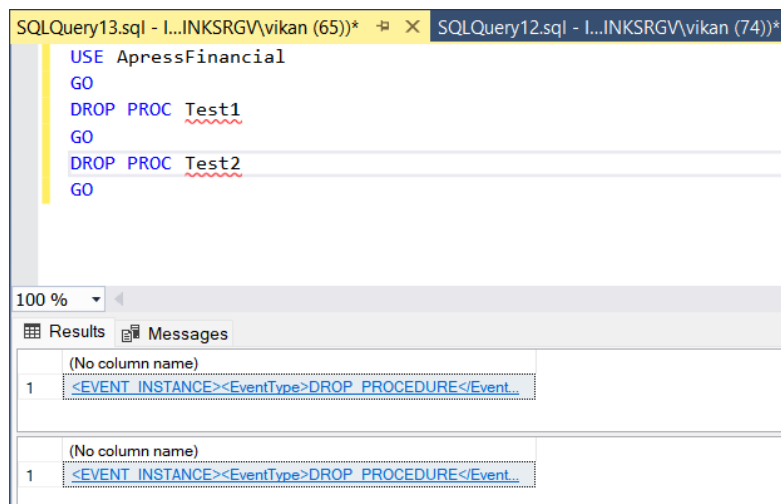 SQLQuery13.sql - I...INKSRGV\vikan (65))* SQLQuery12.sql - I...INKSRGV\vikan (74))*
USE ApressFinancial
GO
DROP PROC Test1
GO
DROP PROC Test2
GO
100 %
Results Messages
(No column name)
1 <EVENT_INSTANCE><EventType>DROP_PROCEDURE</Event...
(No column name)
1 <EVENT_INSTANCE><EventType>DROP_PROCEDURE</Event...